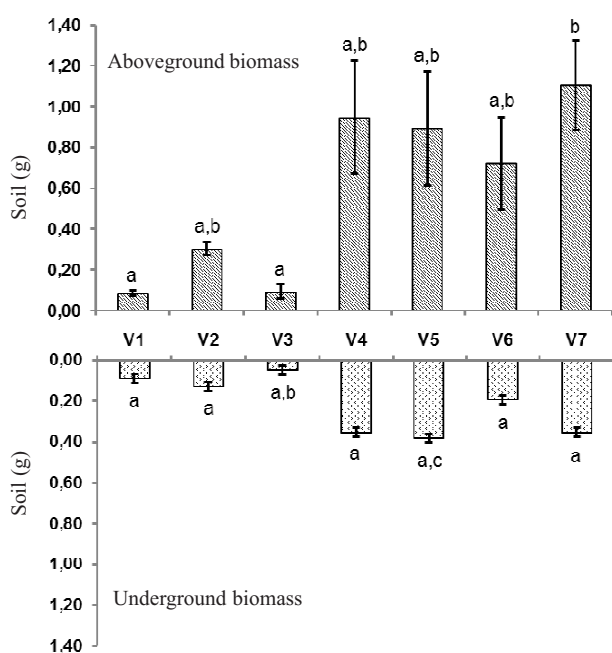 1,40
Aboveground biomass
1,20
1,00
0,80
0,60
0,40
0,20
0,00
Soil (g)
a
a,b
a
a,b
a,b
a,b
b
V1 V2 V3 V4 V5 V6 V7
0,00
0,20
0,40
0,60
0,80
1,00
1,20
1,40
Soil (g)
a
a
a,b
a
a,c
a
a
Underground biomass